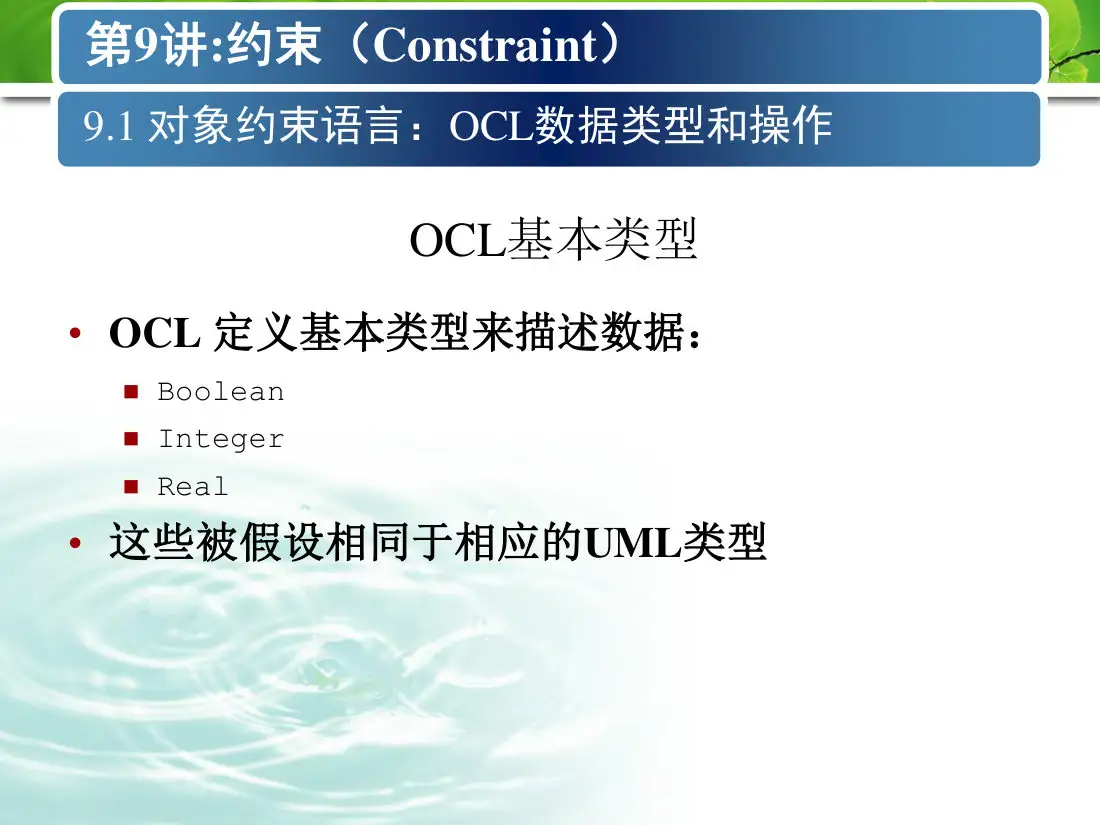 第9讲:约束（Constraint）
9.1 对象约束语言：OCL数据类型和操作
OCL基本类型
• OCL 定义基本类型来描述数据：
■ Boolean
■ Integer
■ Real
• 这些被假设相同于相应的UML类型